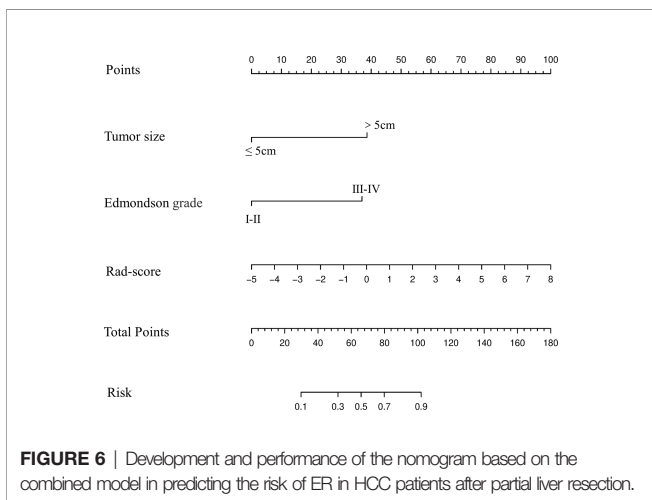 0 10 20 30 40 50 60 70 80 90 100
Points
> 5cm
Tumor size
≤ 5cm
III-IV
Edmondson grade
I-II
Rad-score
−5 −4 −3 −2 −1 0 1 2 3 4 5 6 7 8
Total Points
0 20 40 60 80 100 120 140 160 180
Risk
0.1 0.3 0.5 0.7 0.9
FIGURE 6 | Development and performance of the nomogram based on the
combined model in predicting the risk of ER in HCC patients after partial liver resection.